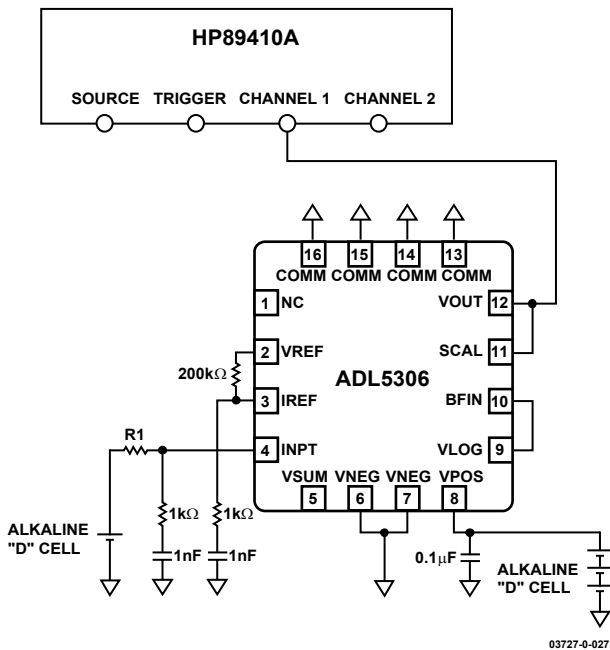 HP89410A
SOURCE TRIGGER CHANNEL 1 CHANNEL 2
16 15 14 13
COMM COMM COMM COMM
1 NC
VOUT 12
2 VREF
200kΩ
SCAL 11
ADL5306
3 IREF
BFIN 10
R1
4 INPT
VLOG 9
VSUM VNEG VNEG VPOS
5 6 7 8
1kΩ 1kΩ
ALKALINE
"D" CELL
1nF 1nF
0.1μF
ALKALINE
"D" CELL
03727-0-027